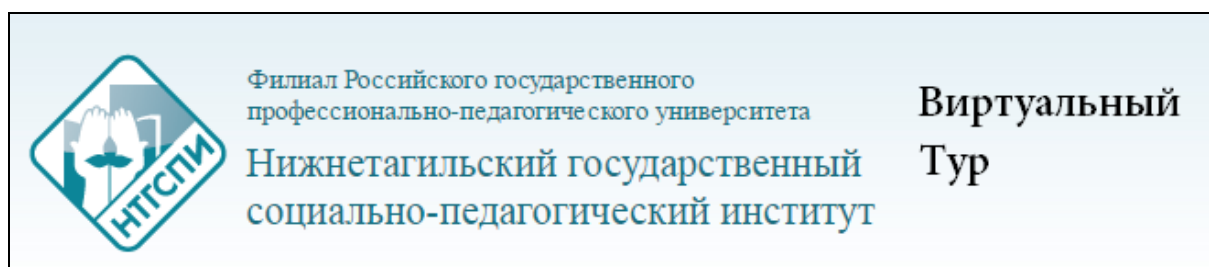 НТГСПИ
Филиал Российского государственного
профессионально-педагогического университета
Нижнетагильский государственный
социально-педагогический институт
Виртуальный
Тур